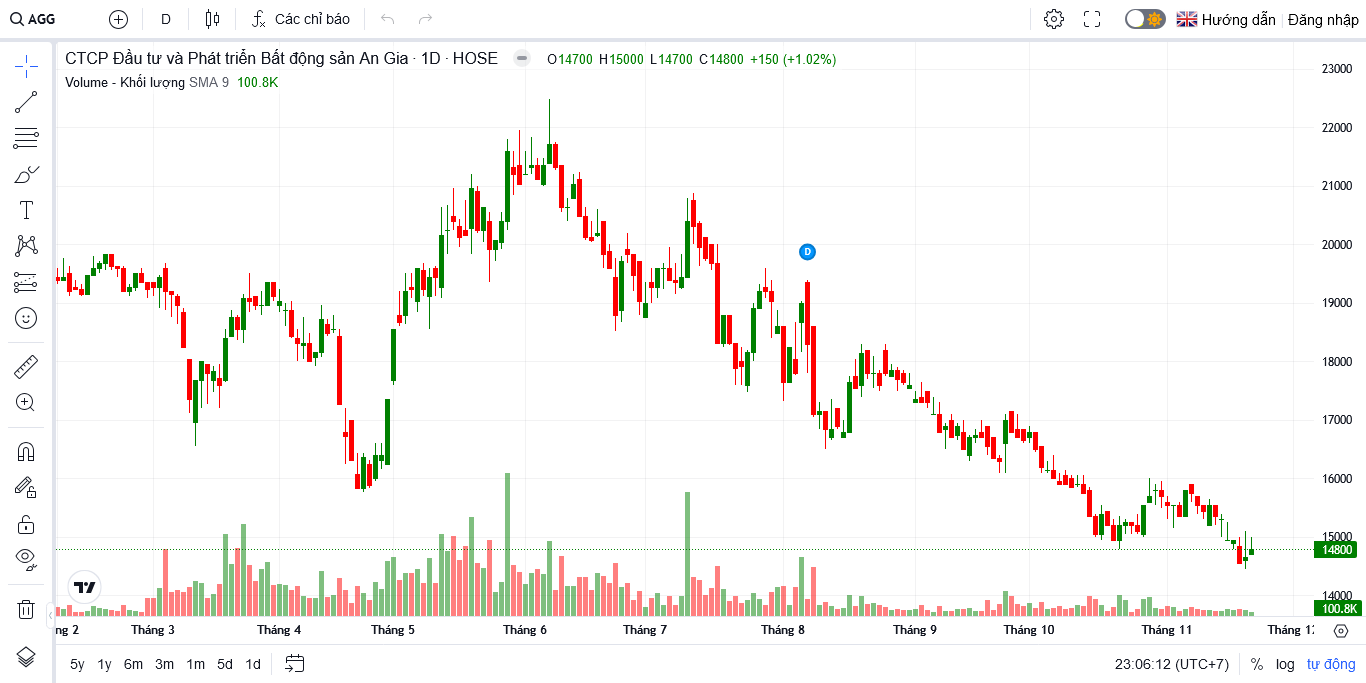 AGG D Các chỉ báo Hướng dẫn Đăng nhập
CTCP Đầu tư và Phát triển Bất động sản An Gia · 1D · HOSE O14700 H15000 L14700 C14800 +150 (+1.02%)
Volume - Khối lượng SMA 9 100.8K
23000
22000
21000
20000
D
19000
18000
17000
16000
15000
14800
14000
100.8K
ng 2 Tháng 3 Tháng 4 Tháng 5 Tháng 6 Tháng 7 Tháng 8 Tháng 9 Tháng 10 Tháng 11 Tháng 12
5y 1y 6m 3m 1m 5d 1d 23:06:12 (UTC+7) % log tự động